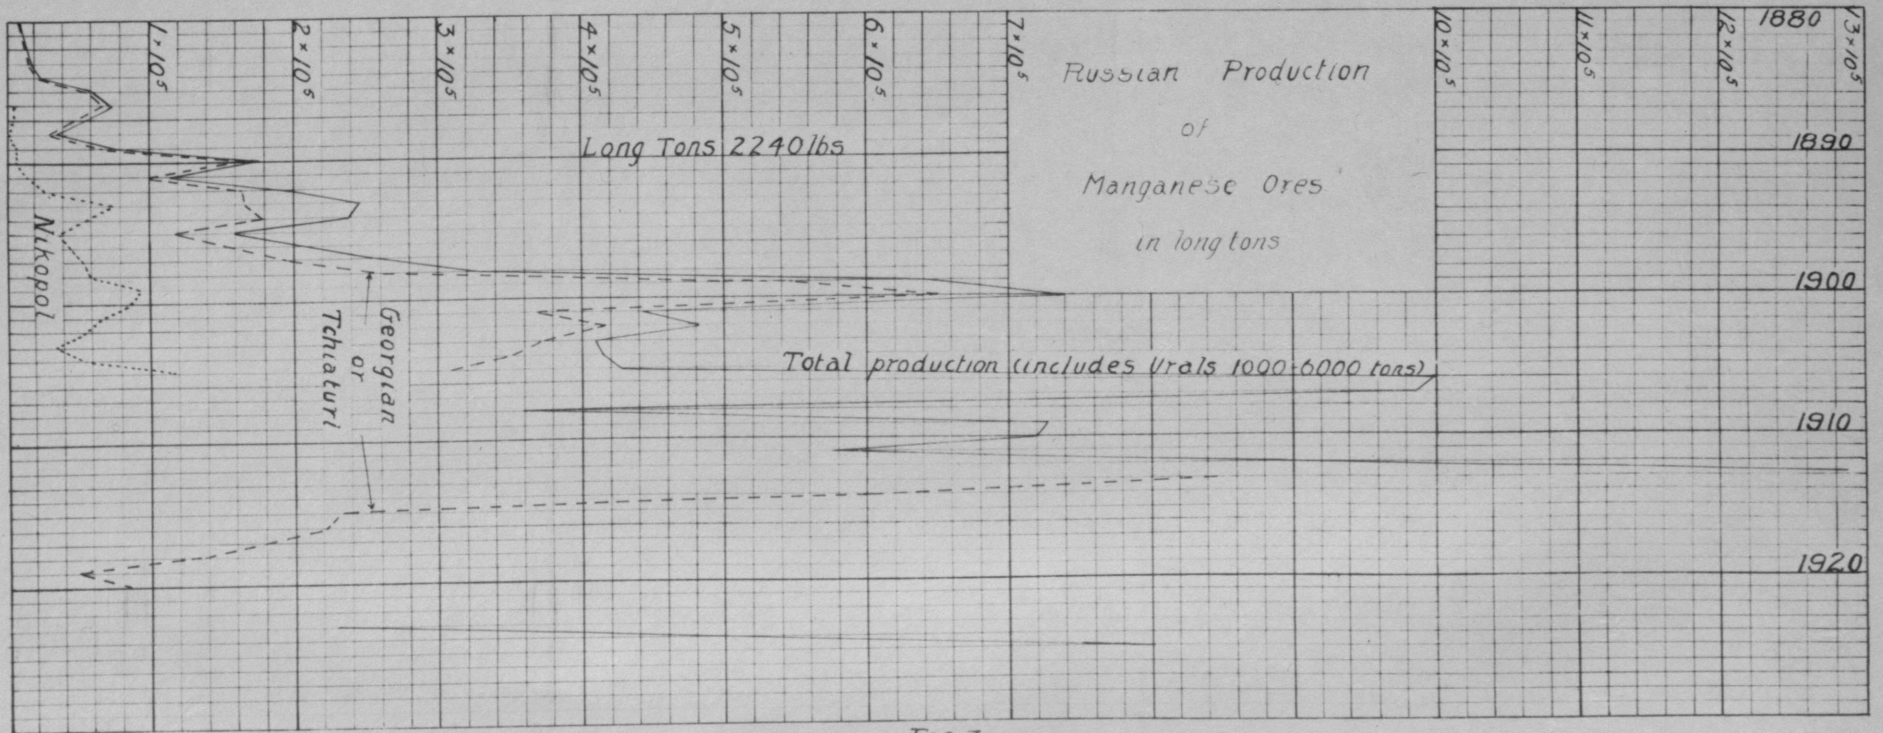 1×10⁵
2×10⁵
3×10⁵
4×10⁵
5×10⁵
6×10⁵
7×10⁵
10×10⁵
11×10⁵
12×10⁵
13×10⁵
Russian Production
of
Manganese Ores
in long tons
Long Tons 2240 lbs
1880
1890
1900
1910
1920
Nikopol
Georgian
or
Tchiaturi
Total production (includes Urals 1000-6000 tons)